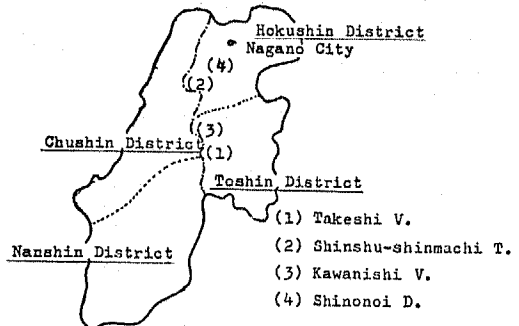 Hokushin District
Nagano City
(4)
(2)
(3)
Chushin District
(1)
Toshin District
(1) Takeshi V.
(2) Shinshu-shinmachi T.
Nanshin District
(3) Kawanishi V.
(4) Shinonoi D.